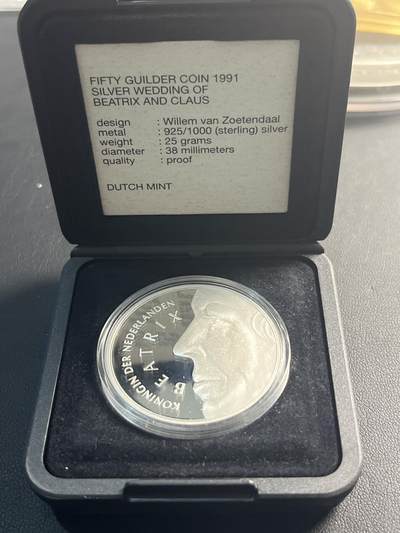 FIFTY GUILDER COIN 1991
SILVER WEDDING OF
BEATRIX AND CLAUS
design : Willem van Zoetendaal
metal : 925/1000 (sterling) silver
weight : 25 grams
diameter : 38 millimeters
quality : proof
DUTCH MINT
KONINGIN DER NEDERLANDEN
BEATRIX